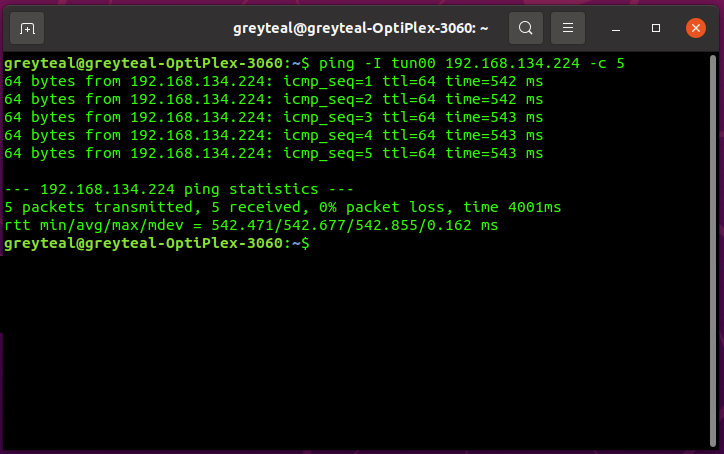 greyteal@greyteal-OptiPlex-3060: ~
greyteal@greyteal-OptiPlex-3060:~$ ping -I tun00 192.168.134.224 -c 5
64 bytes from 192.168.134.224: icmp_seq=1 ttl=64 time=542 ms
64 bytes from 192.168.134.224: icmp_seq=2 ttl=64 time=542 ms
64 bytes from 192.168.134.224: icmp_seq=3 ttl=64 time=543 ms
64 bytes from 192.168.134.224: icmp_seq=4 ttl=64 time=543 ms
64 bytes from 192.168.134.224: icmp_seq=5 ttl=64 time=543 ms
--- 192.168.134.224 ping statistics ---
5 packets transmitted, 5 received, 0% packet loss, time 4001ms
rtt min/avg/max/mdev = 542.471/542.677/542.855/0.162 ms
greyteal@greyteal-OptiPlex-3060:~$